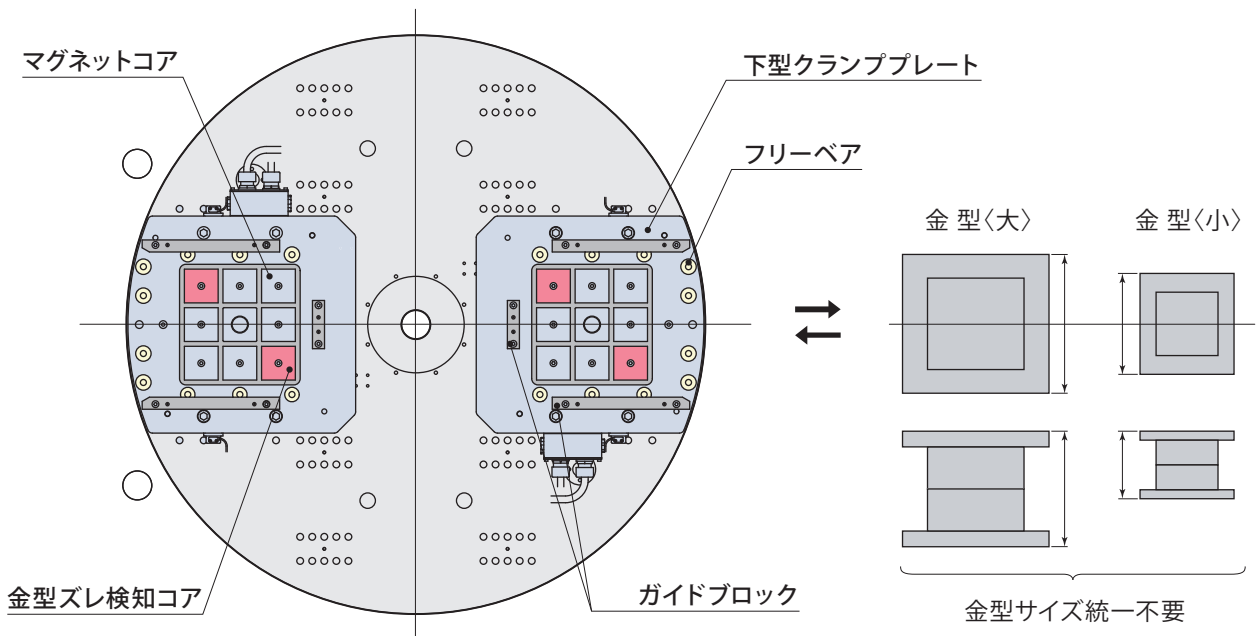 マグネットコア
下型クランププレート
フリーベア
金 型〈大〉
金 型〈小〉
金型ズレ検知コア
ガイドブロック
金型サイズ統一不要